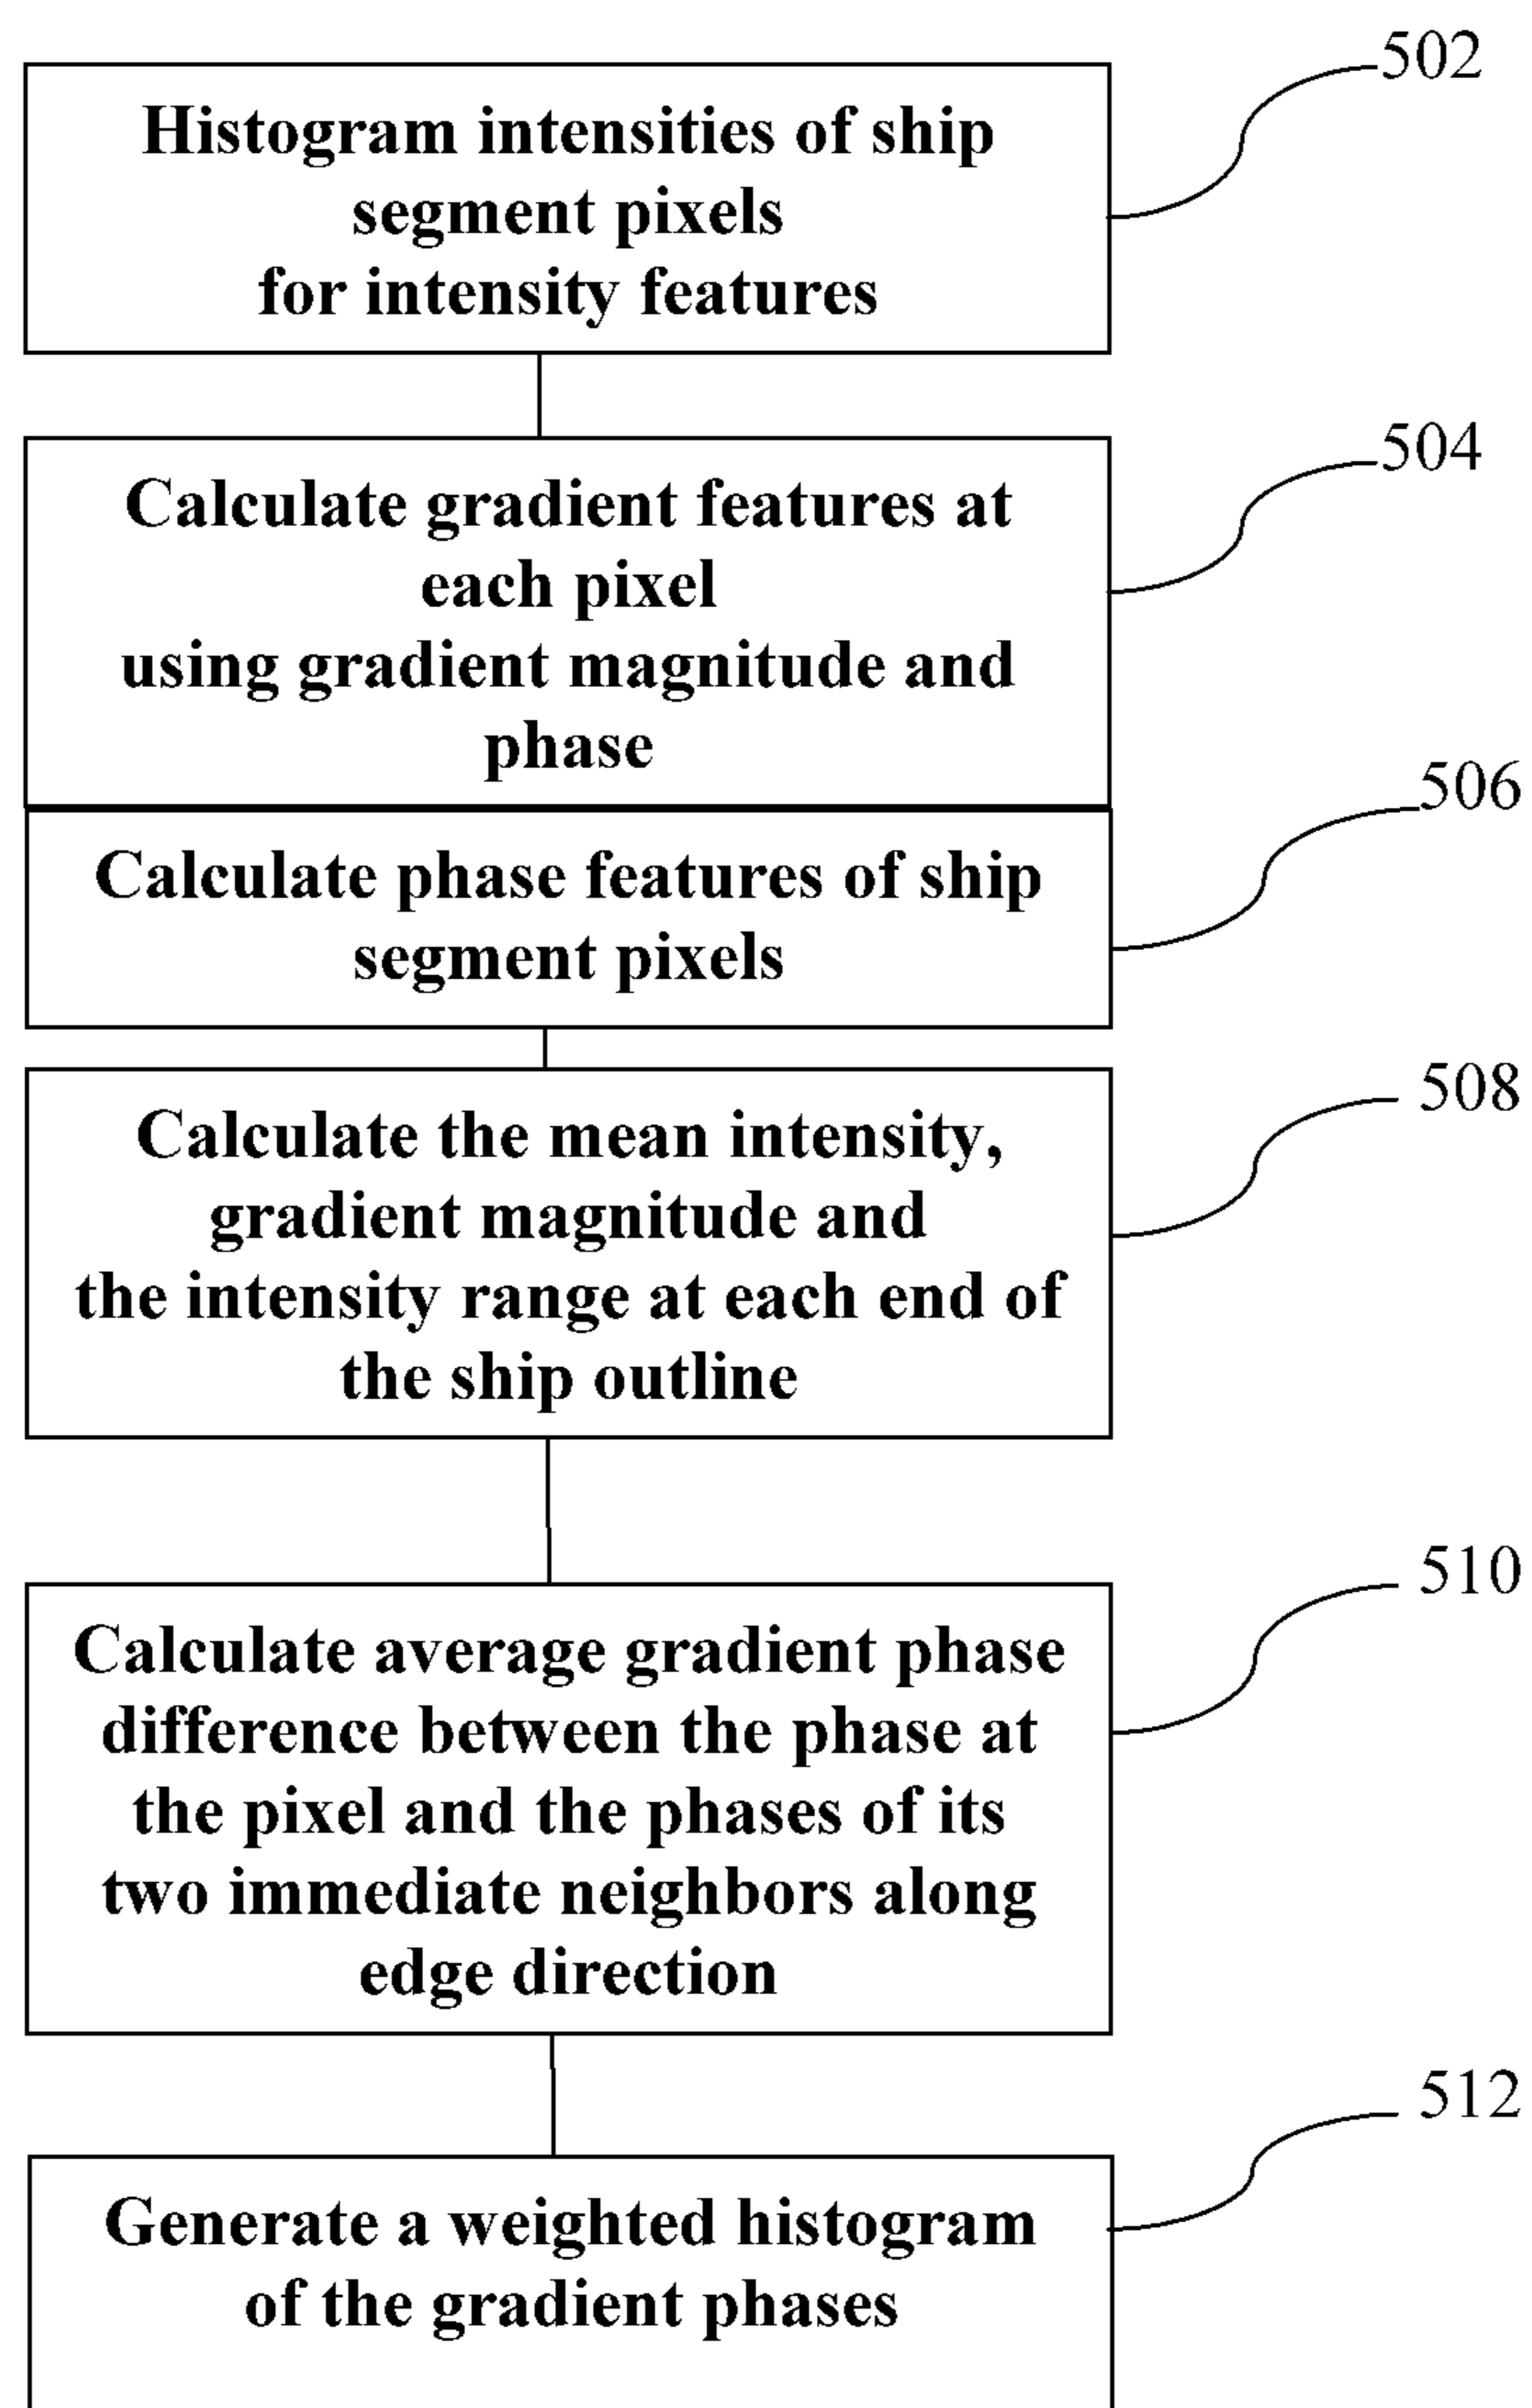 502
Histogram intensities of ship
segment pixels
for intensity features
504
Calculate gradient features at
each pixel
using gradient magnitude and
phase
506
Calculate phase features of ship
segment pixels
508
Calculate the mean intensity,
gradient magnitude and
the intensity range at each end of
the ship outline
510
Calculate average gradient phase
difference between the phase at
the pixel and the phases of its
two immediate neighbors along
edge direction
512
Generate a weighted histogram
of the gradient phases